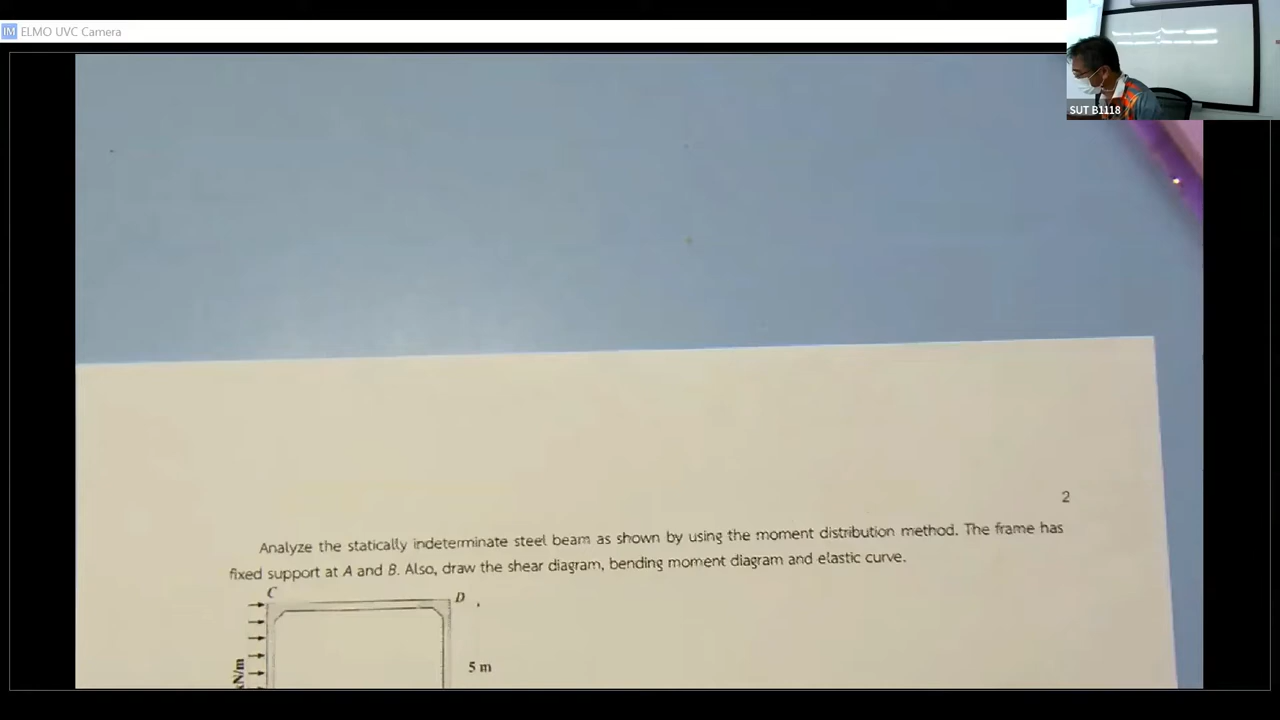 IM ELMO UVC Camera
SUT B1118
2
Analyze the statically indeterminate steel beam as shown by using the moment distribution method. The frame has
fixed support at A and B. Also, draw the shear diagram, bending moment diagram and elastic curve.
C
D
kN/m
5 m